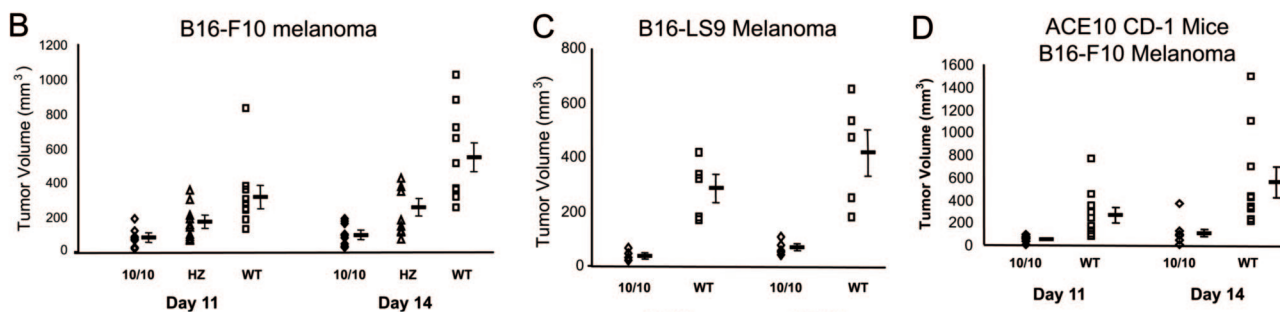 B
B16-F10 melanoma
Tumor Volume (mm3)
1200
1000
800
600
400
200
0
10/10 HZ WT 10/10 HZ WT
Day 11 Day 14
C
B16-LS9 Melanoma
Tumor Volume (mm3)
800
600
400
200
0
10/10 WT 10/10 WT
D
ACE10 CD-1 Mice
B16-F10 Melanoma
Tumor Volume (mm3)
1600
1400
1200
1000
800
600
400
200
0
10/10 WT 10/10 WT
Day 11 Day 14